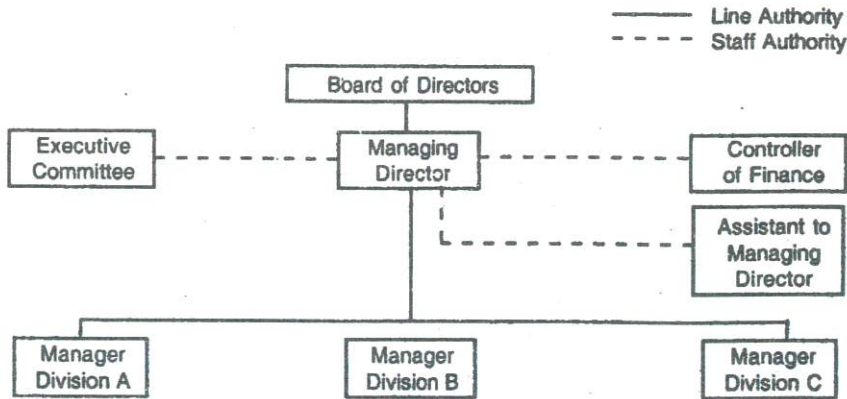 Line Authority
Staff Authority
Board of Directors
Executive
Committee
Managing
Director
Controller
of Finance
Assistant to
Managing
Director
Manager
Division A
Manager
Division B
Manager
Division C